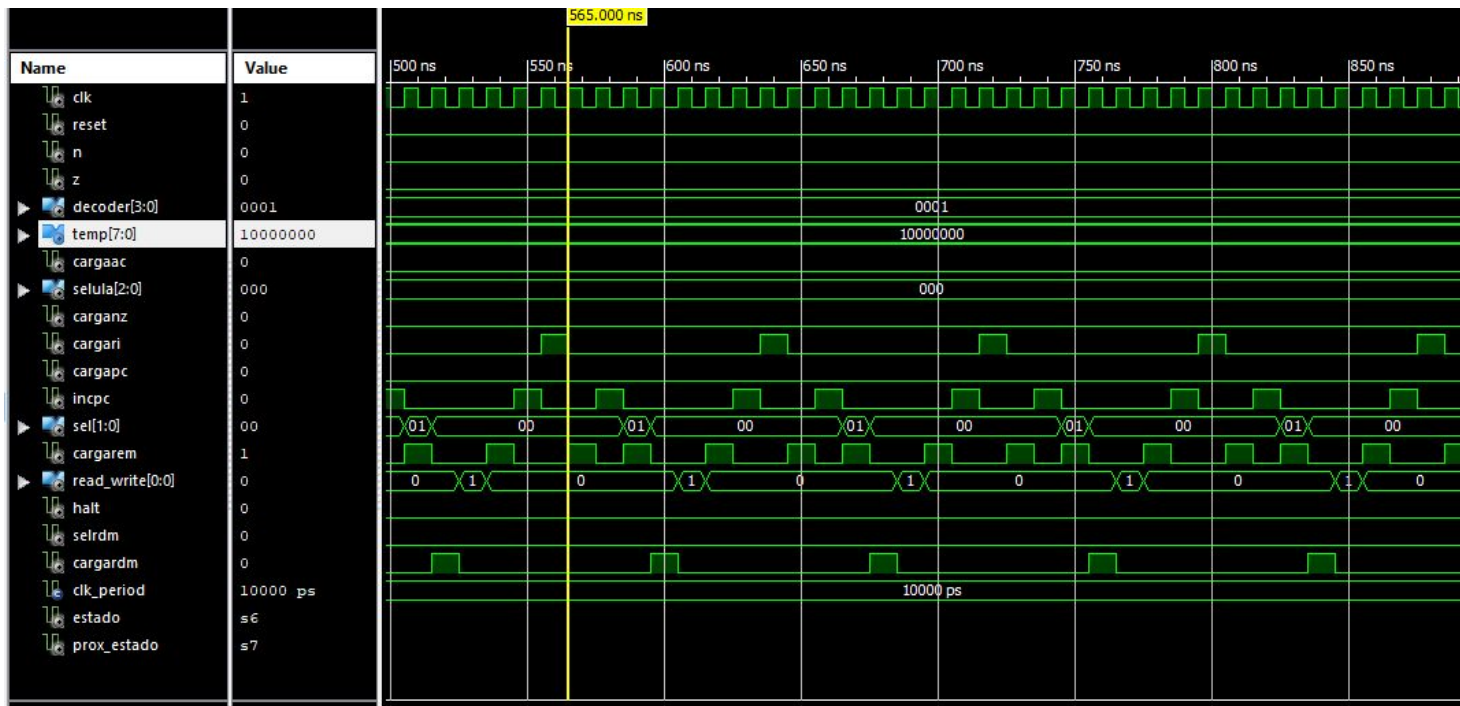 565.000 ns
Name Value 500 ns 550 ns 600 ns 650 ns 700 ns 750 ns 800 ns 850 ns
clk 1
reset 0
n 0
z 0
decoder[3:0] 0001 0001
temp[7:0] 10000000 10000000
cargaac 0
selula[2:0] 000 000
carganz 0
cargari 0
cargapc 0
incpc 0
sel[1:0] 00 01 00 01 00 01 00 01 00 01 00
cargarem 1
read_write[0:0] 0 0 1 0 1 0 1 0 1 0 1 0
halt 0
selrdm 0
cargardm 0
clk_period 10000 ps 10000 ps
estado s6
prox_estado s7